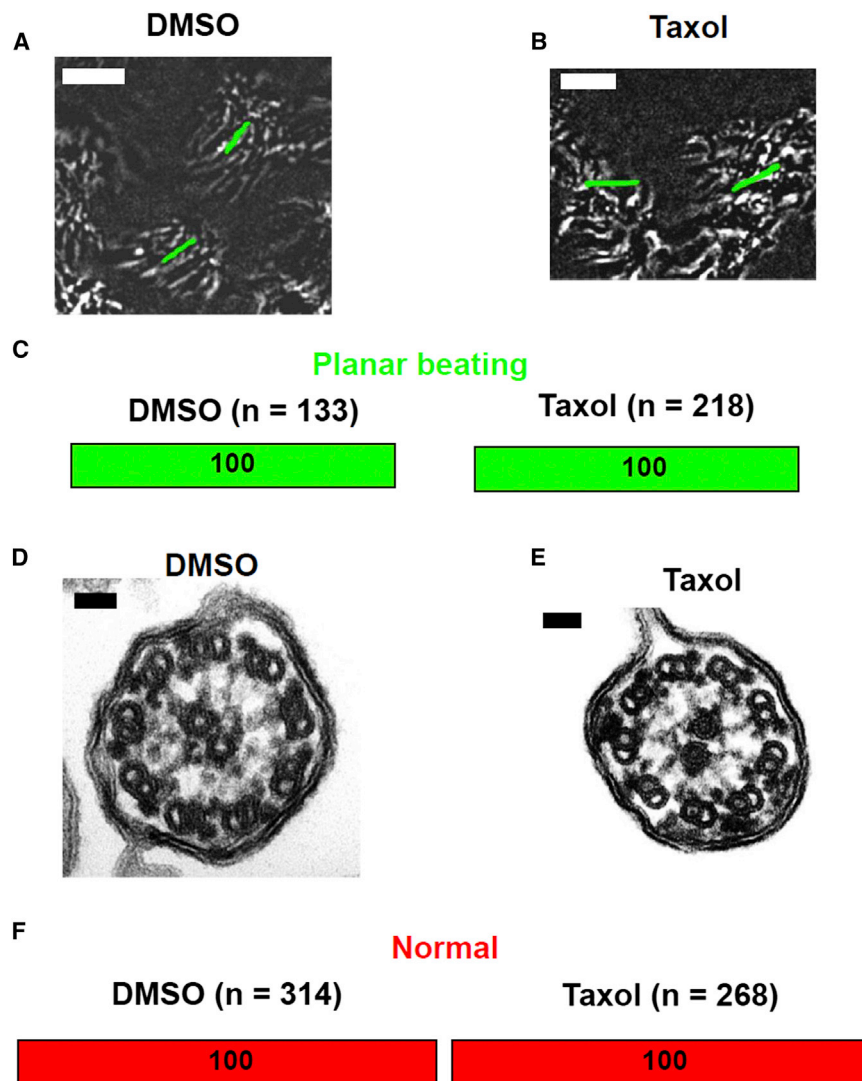 A
DMSO
B
Taxol
C
Planar beating
DMSO (n = 133)
Taxol (n = 218)
100
100
D
DMSO
E
Taxol
F
Normal
DMSO (n = 314)
Taxol (n = 268)
100
100